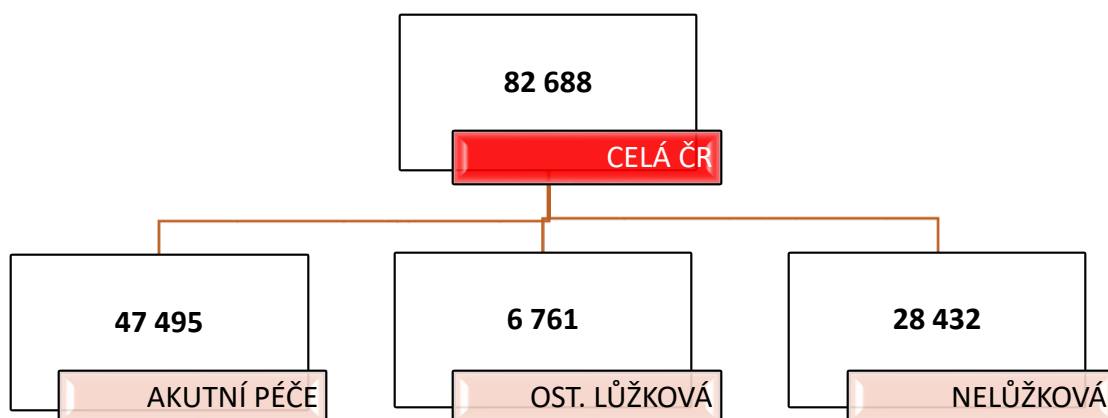 82 688
CELÁ ČR
47 495
AKUTNÍ PÉČE
6 761
OST. LŮŽKOVÁ
28 432
NELŮŽKOVÁ